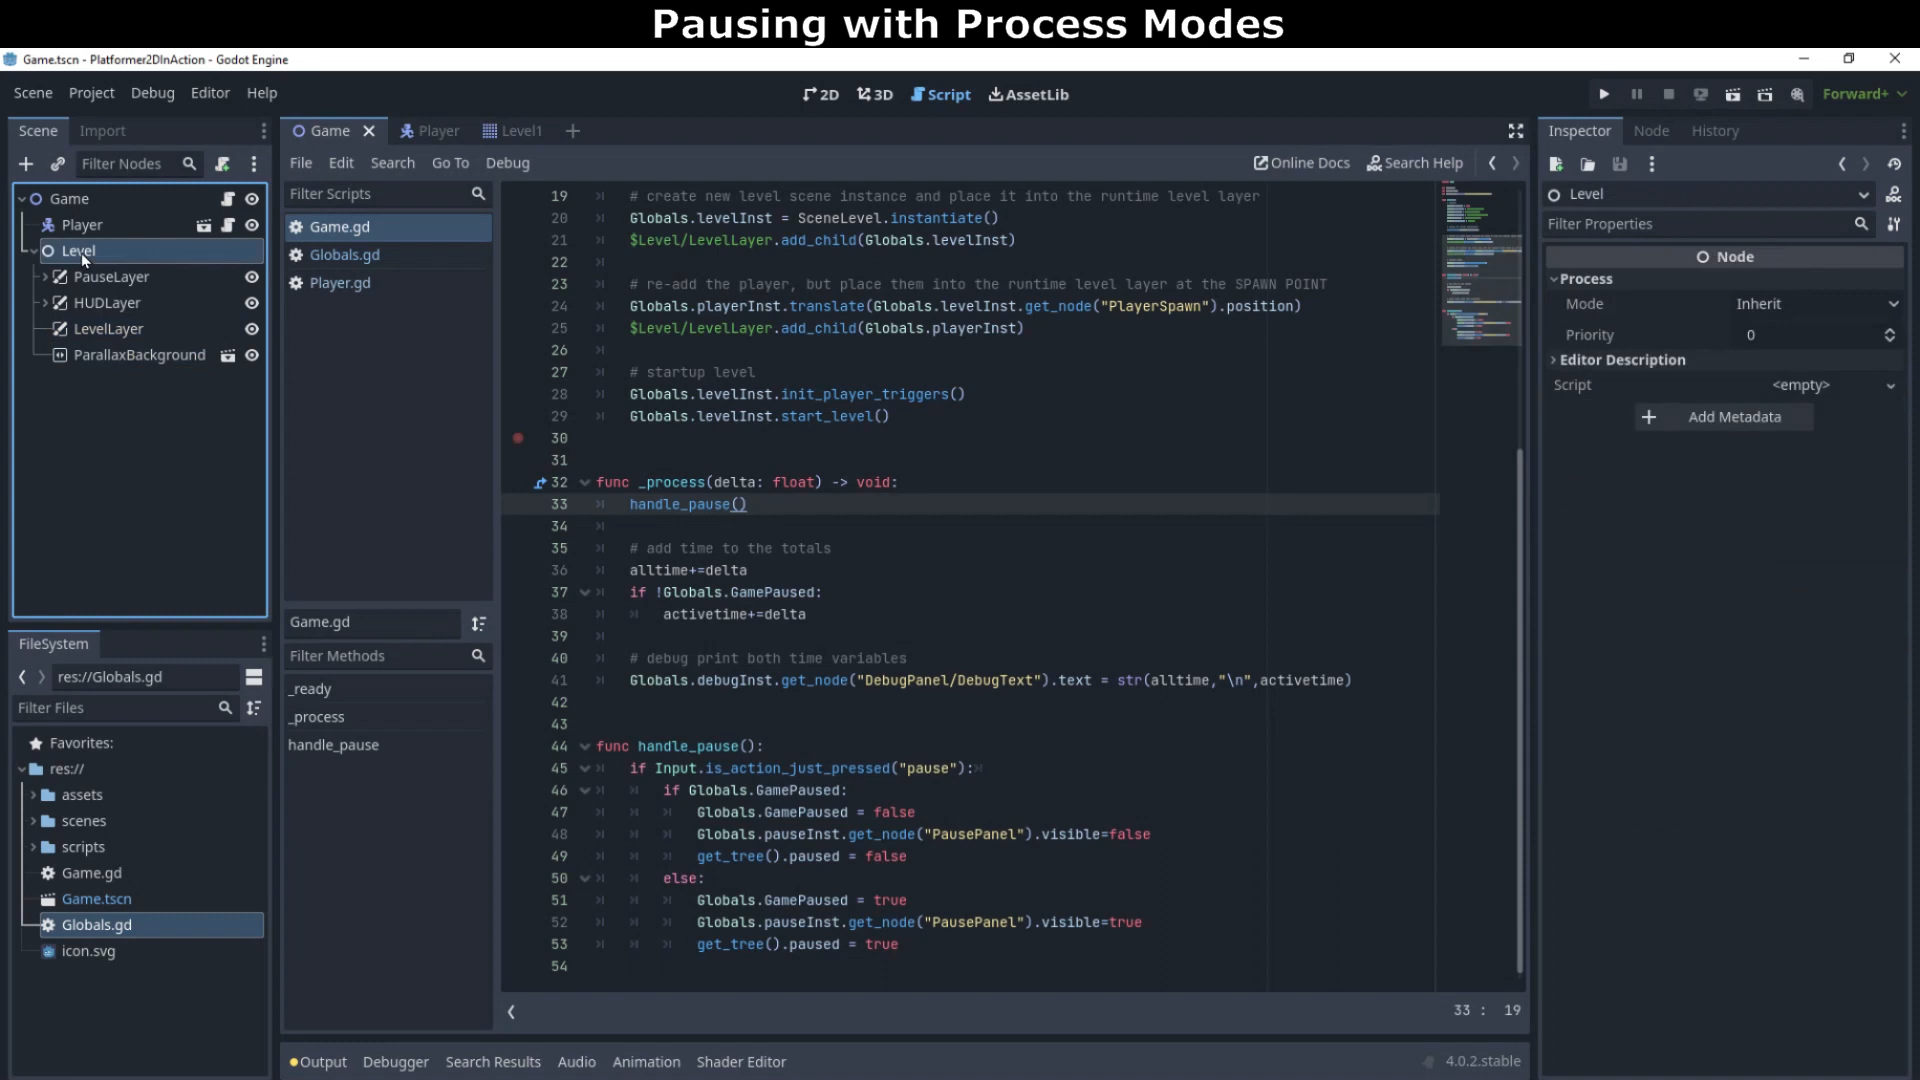 Pausing with Process Modes
Game.tscn - Platformer2DInAction - Godot Engine
Scene Project Debug Editor Help
2D 3D Script AssetLib
Forward+
Scene Import
Game Player Level1
Inspector Node History
Filter Nodes
File Edit Search Go To Debug
Online Docs Search Help
Game
Player
Level
PauseLayer
HUDLayer
LevelLayer
ParallaxBackground
Filter Scripts
Game.gd
Globals.gd
Player.gd
19 # create new level scene instance and place it into the runtime level layer
20 Globals.levelInst = SceneLevel.instantiate()
21 $Level/LevelLayer.add_child(Globals.levelInst)
22
23 # re-add the player, but place them into the runtime level layer at the SPAWN POINT
24 Globals.playerInst.translate(Globals.levelInst.get_node("PlayerSpawn").position)
25 $Level/LevelLayer.add_child(Globals.playerInst)
26
27 # startup level
28 Globals.levelInst.init_player_triggers()
29 Globals.levelInst.start_level()
30
31
32 func _process(delta: float) -> void:
33 handle_pause()
34
35 # add time to the totals
36 alltime+=delta
37 if !Globals.GamePaused:
38 activetime+=delta
39
40 # debug print both time variables
41 Globals.debugInst.get_node("DebugPanel/DebugText").text = str(alltime,"\n",activetime)
42
43
44 func handle_pause():
45 if Input.is_action_just_pressed("pause"):
46 if Globals.GamePaused:
47 Globals.GamePaused = false
48 Globals.pauseInst.get_node("PausePanel").visible=false
49 get_tree().paused = false
50 else:
51 Globals.GamePaused = true
52 Globals.pauseInst.get_node("PausePanel").visible=true
53 get_tree().paused = true
54
33 : 19
Game.gd
Filter Methods
_ready
_process
handle_pause
Level
Filter Properties
Node
Process
Mode Inherit
Priority 0
Editor Description
Script <empty>
Add Metadata
FileSystem
res://Globals.gd
Filter Files
Favorites:
res://
assets
scenes
scripts
Game.gd
Game.tscn
Globals.gd
icon.svg
Output Debugger Search Results Audio Animation Shader Editor
4.0.2.stable